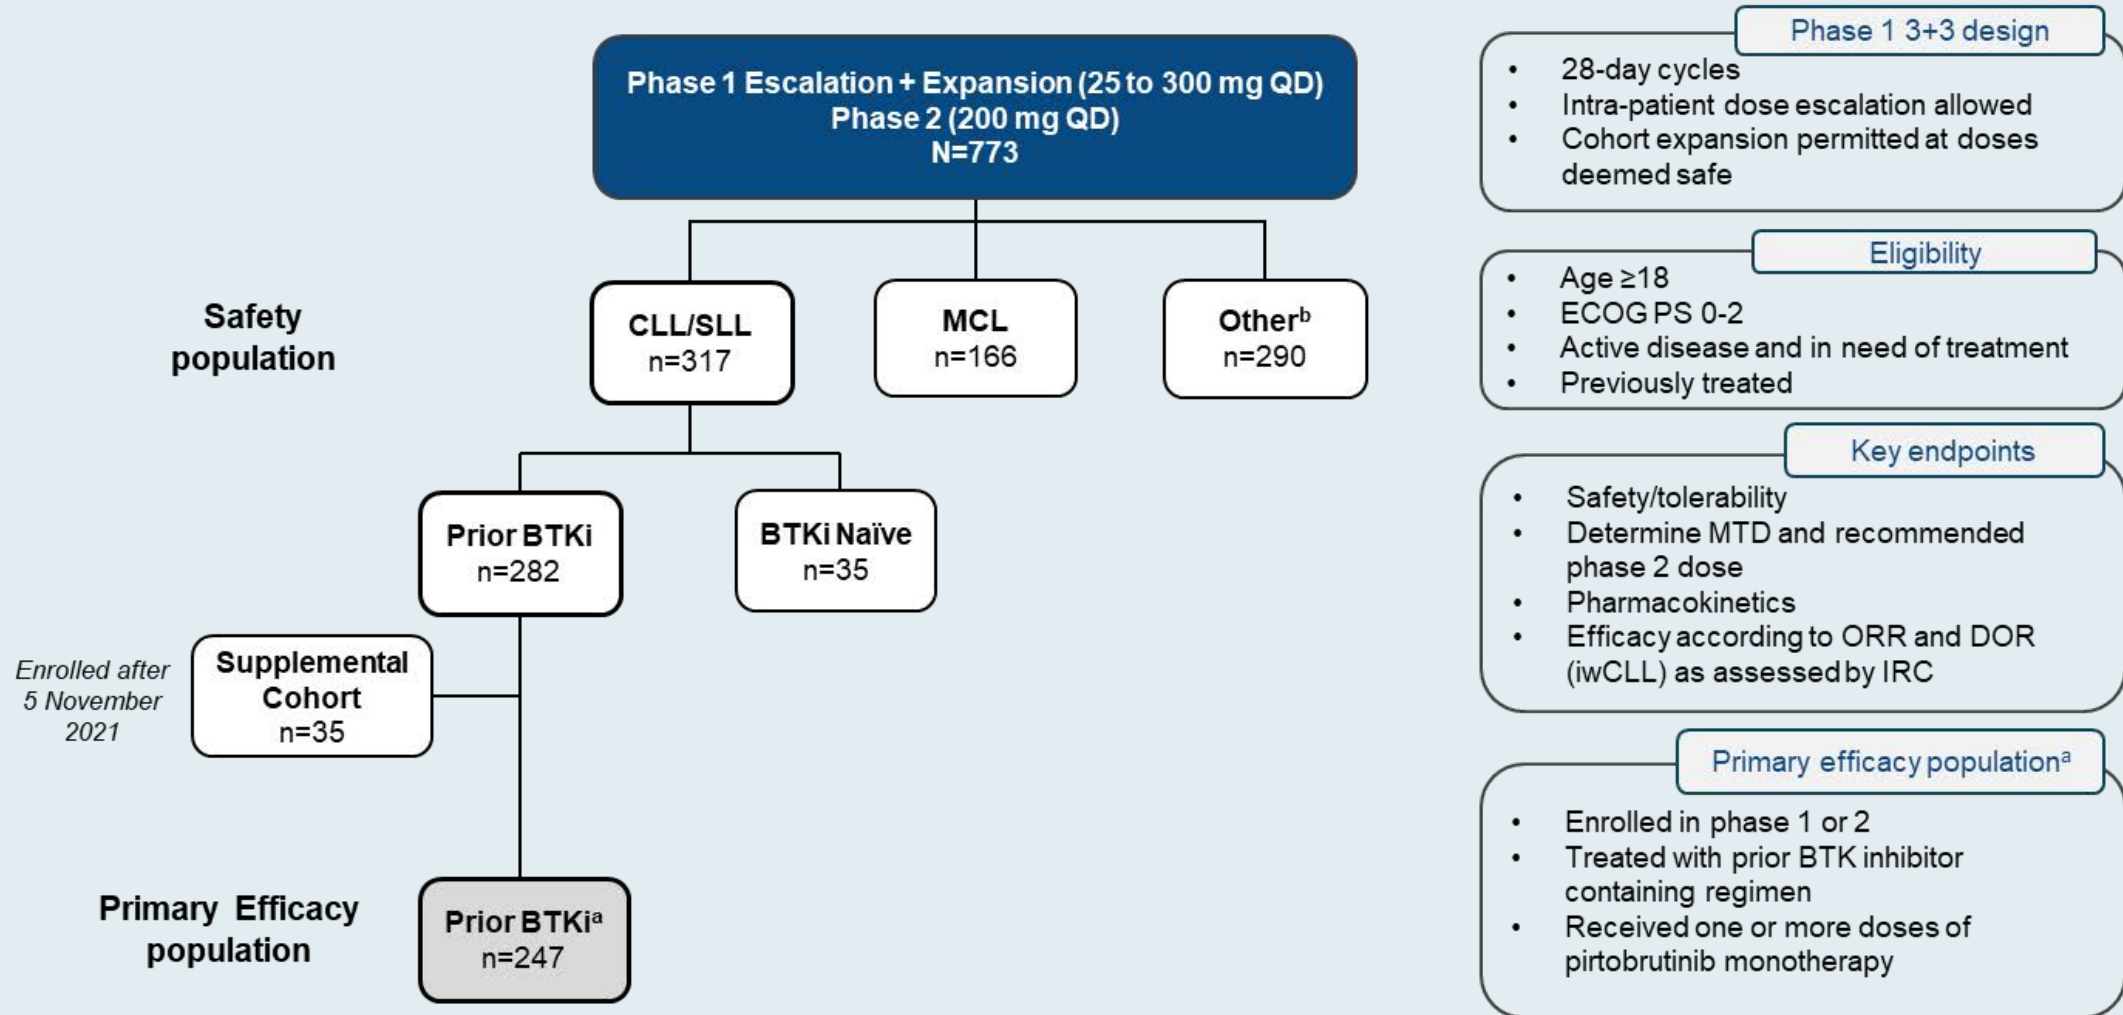 Phase 1 Escalation + Expansion (25 to 300 mg QD)
Phase 2 (200 mg QD)
N=773
Safety
population
CLL/SLL
n=317
MCL
n=166
Otherᵇ
n=290
Prior BTKi
n=282
BTKi Naïve
n=35
Enrolled after
5 November
2021
Supplemental
Cohort
n=35
Primary Efficacy
population
Prior BTKiᵃ
n=247
Phase 1 3+3 design
• 28-day cycles
• Intra-patient dose escalation allowed
• Cohort expansion permitted at doses
deemed safe
Eligibility
• Age ≥18
• ECOG PS 0-2
• Active disease and in need of treatment
• Previously treated
Key endpoints
• Safety/tolerability
• Determine MTD and recommended
phase 2 dose
• Pharmacokinetics
• Efficacy according to ORR and DOR
(iwCLL) as assessed by IRC
Primary efficacy populationᵃ
• Enrolled in phase 1 or 2
• Treated with prior BTK inhibitor
containing regimen
• Received one or more doses of
pirtobrutinib monotherapy